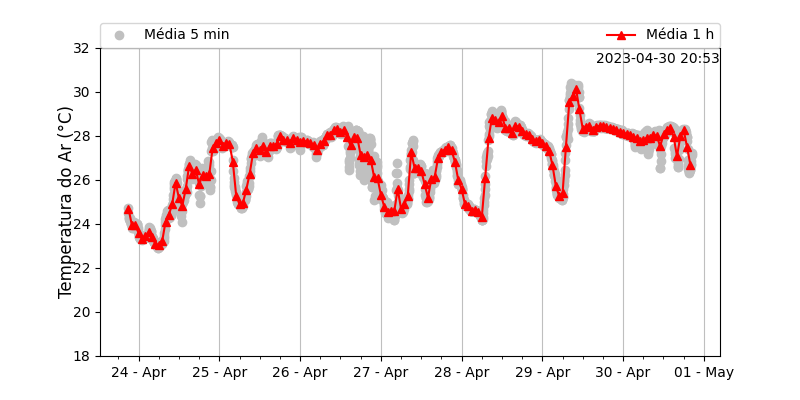 Média 5 min
Média 1 h
2023-04-30 20:53
Temperatura do Ar (°C)
32
30
28
26
24
22
20
18
24 - Apr
25 - Apr
26 - Apr
27 - Apr
28 - Apr
29 - Apr
30 - Apr
01 - May